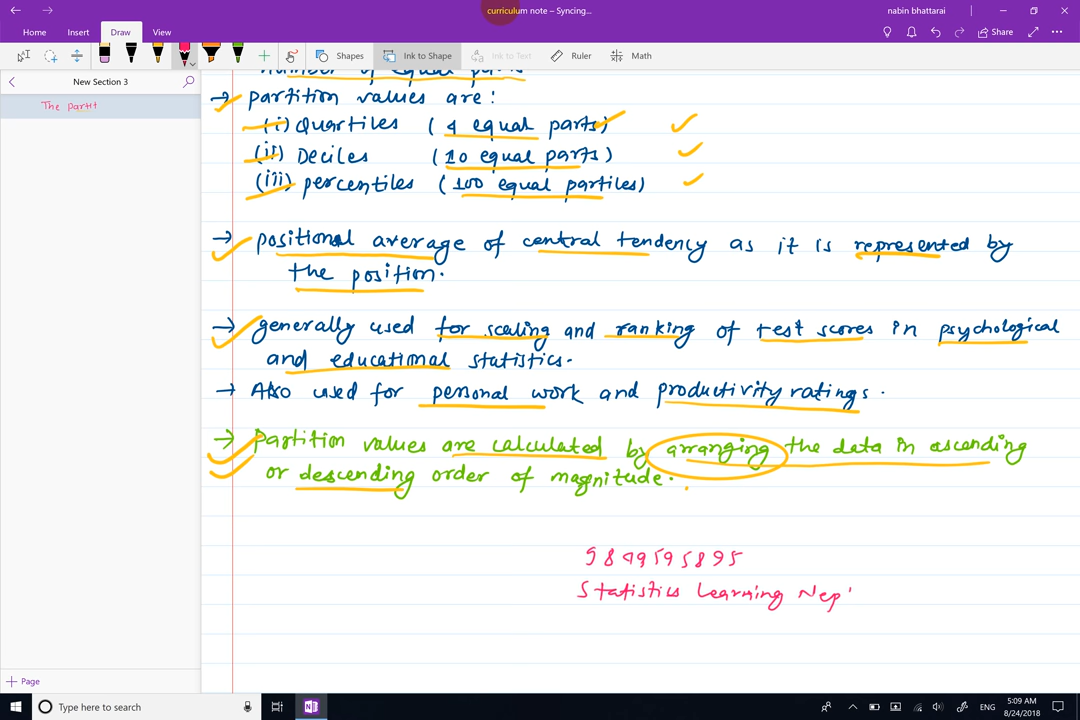 curriculum note – Syncing...
nabin bhattarai
Home Insert Draw View
Share
Shapes Ink to Shape Ink to Text Ruler Math
New Section 3
The partit
number of equal parts
→ partition values are :
(i) Quartiles ( 4 equal parts)
(ii) Deciles ( 10 equal parts)
(iii) percentiles ( 100 equal partiles)
→ positional average of central tendency as it is represented by
the position.
→ generally used for scaling and ranking of test scores in psychological
and educational statistics.
→ Also used for personal work and productivity ratings.
→ partition values are calculated by arranging the data in ascending
or descending order of magnitude.
9849595895
Statistics Learning Nep
+ Page
Type here to search
ENG
5:09 AM
8/24/2018